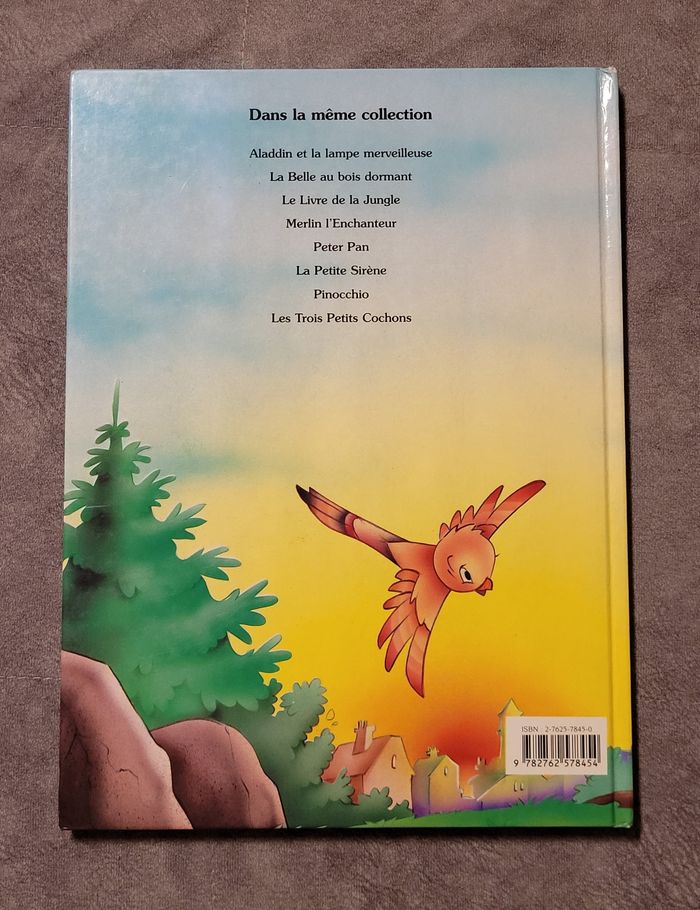 Dans la même collection
Aladdin et la lampe merveilleuse
La Belle au bois dormant
Le Livre de la Jungle
Merlin l'Enchanteur
Peter Pan
La Petite Sirène
Pinocchio
Les Trois Petits Cochons
ISBN 2-7625-7845-0
9 782762 578454